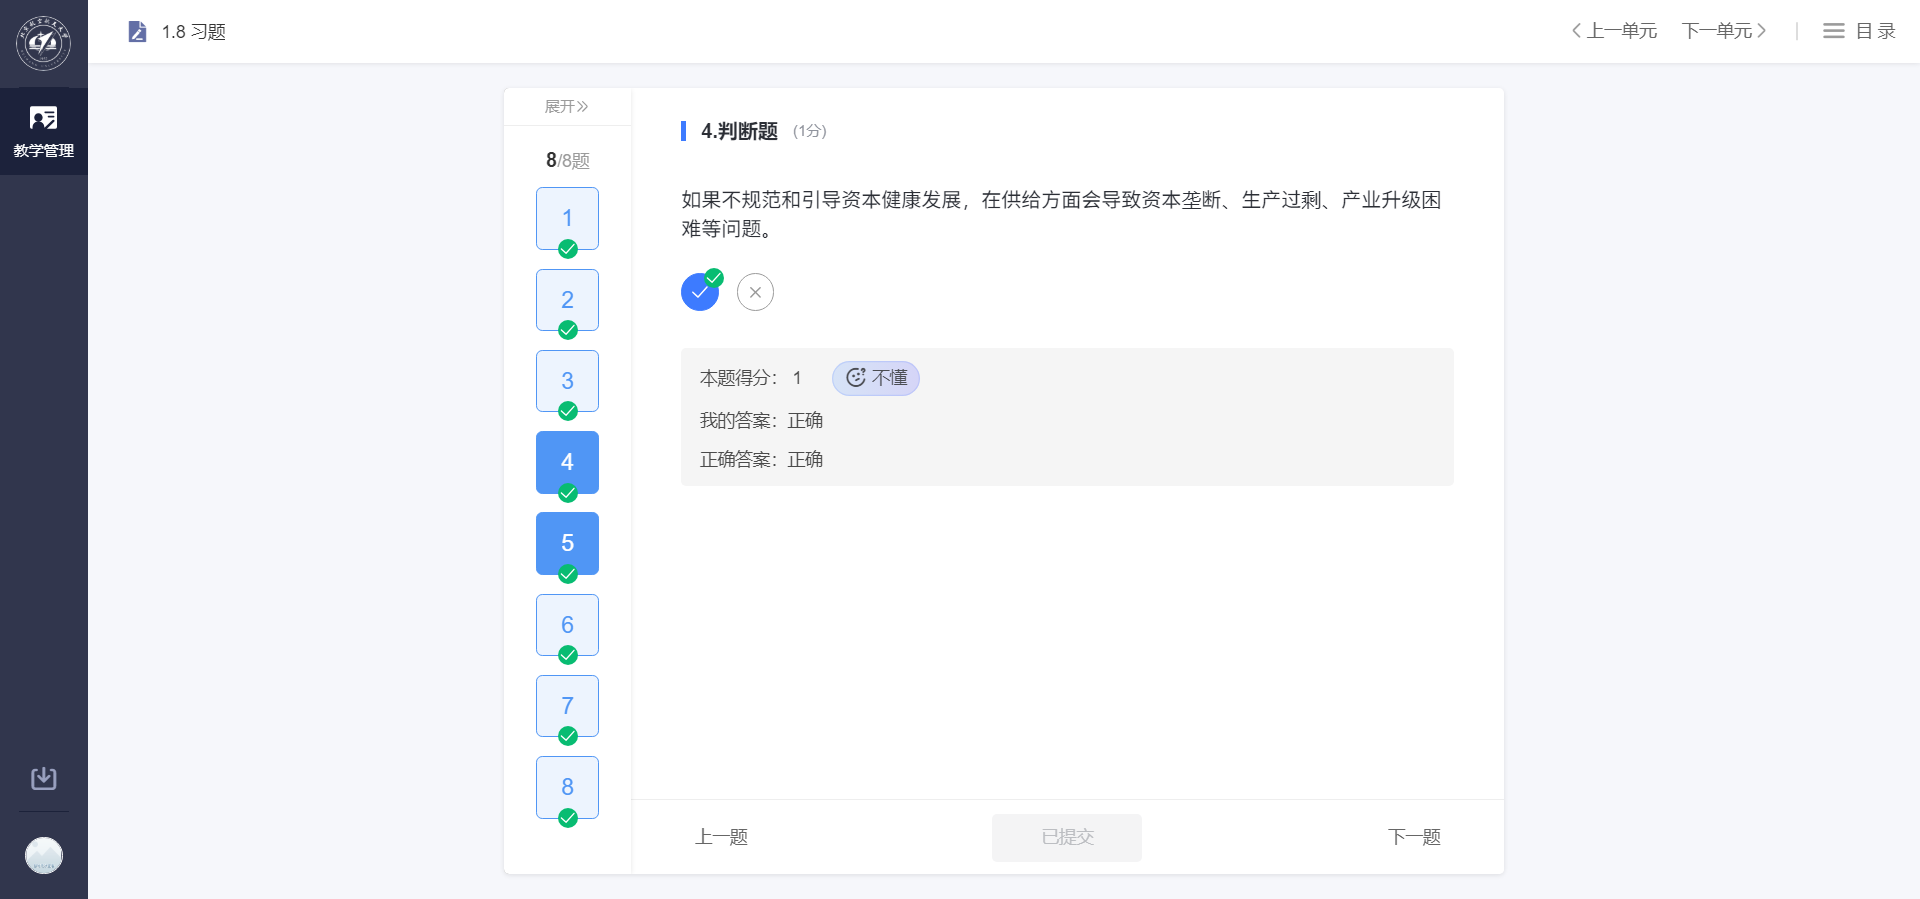 1.8 习题
上一单元
下一单元
目录
教学管理
展开
8/8题
1
2
3
4
5
6
7
8
4.判断题 (1分)
如果不规范和引导资本健康发展，在供给方面会导致资本垄断、生产过剩、产业升级困
难等问题。
本题得分： 1 不懂
我的答案：正确
正确答案：正确
上一题
已提交
下一题